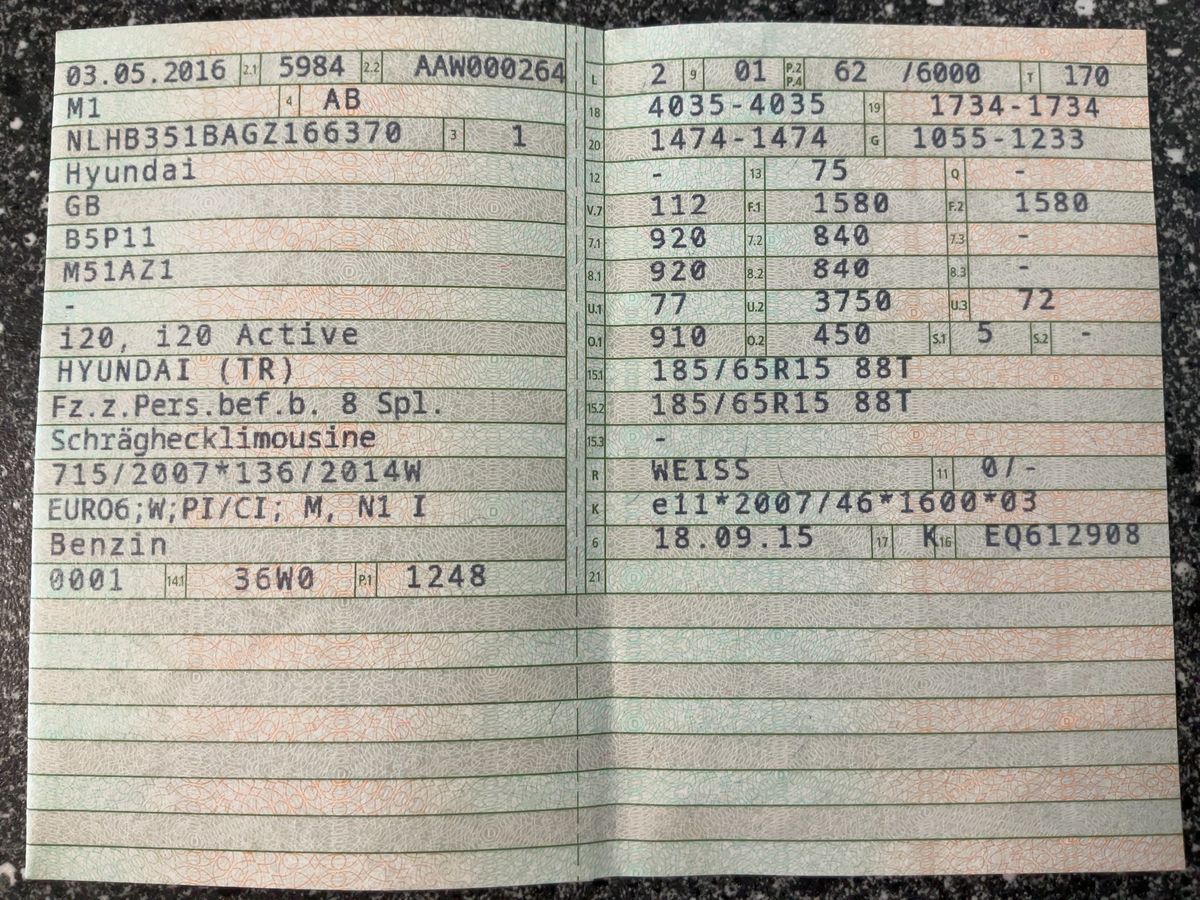 03.05.2016 2.1 5984 2.2 AAW000264
M1 4 AB
NLHB351BAGZ166370 3 1
Hyundai
GB
B5P11
M51AZ1
-
i20, i20 Active
HYUNDAI (TR)
Fz.z.Pers.bef.b. 8 Spl.
Schräghecklimousine
715/2007*136/2014W
EURO6;W;PI/CI; M, N1 I
Benzin
0001 14.1 36W0 P.1 1248
L 2 9 01 P.2 P.4 62 /6000 T 170
18 4035-4035 19 1734-1734
20 1474-1474 G 1055-1233
12 - 13 75 Q -
V.7 112 F.1 1580 F.2 1580
7.1 920 7.2 840 7.3 -
8.1 920 8.2 840 8.3 -
U.1 77 U.2 3750 U.3 72
O.1 910 O.2 450 S.1 5 S.2 -
15.1 185/65R15 88T
15.2 185/65R15 88T
15.3 -
R WEISS 11 0/-
K e11*2007/46*1600*03
6 18.09.15 17 K 16 EQ612908
21